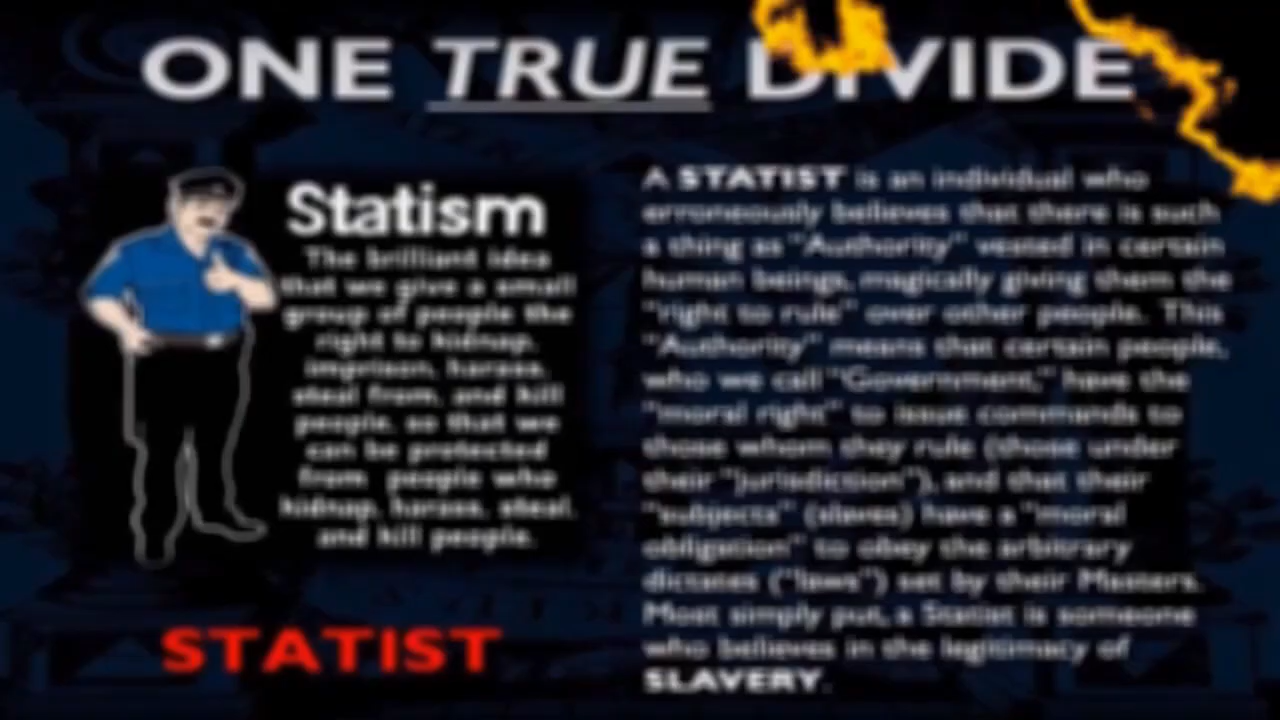 ONE TRUE DIVIDE
Statism
The brilliant idea
that we give a small
group of people the
right to kidnap,
imprison, harass,
steal from, and kill
people, so that we
can be protected
from people who
kidnap, harass, steal,
and kill people.
STATIST
A STATIST is an individual who
erroneously believes that there is such
a thing as "Authority" vested in certain
human beings, magically giving them the
"right to rule" over other people. This
"Authority" means that certain people,
who we call "Government," have the
"moral right" to issue commands to
those whom they rule (those under
their "jurisdiction"), and that their
"subjects" (slaves) have a "moral
obligation" to obey the arbitrary
dictates ("laws") set by their Masters.
Most simply put, a Statist is someone
who believes in the legitimacy of
SLAVERY.